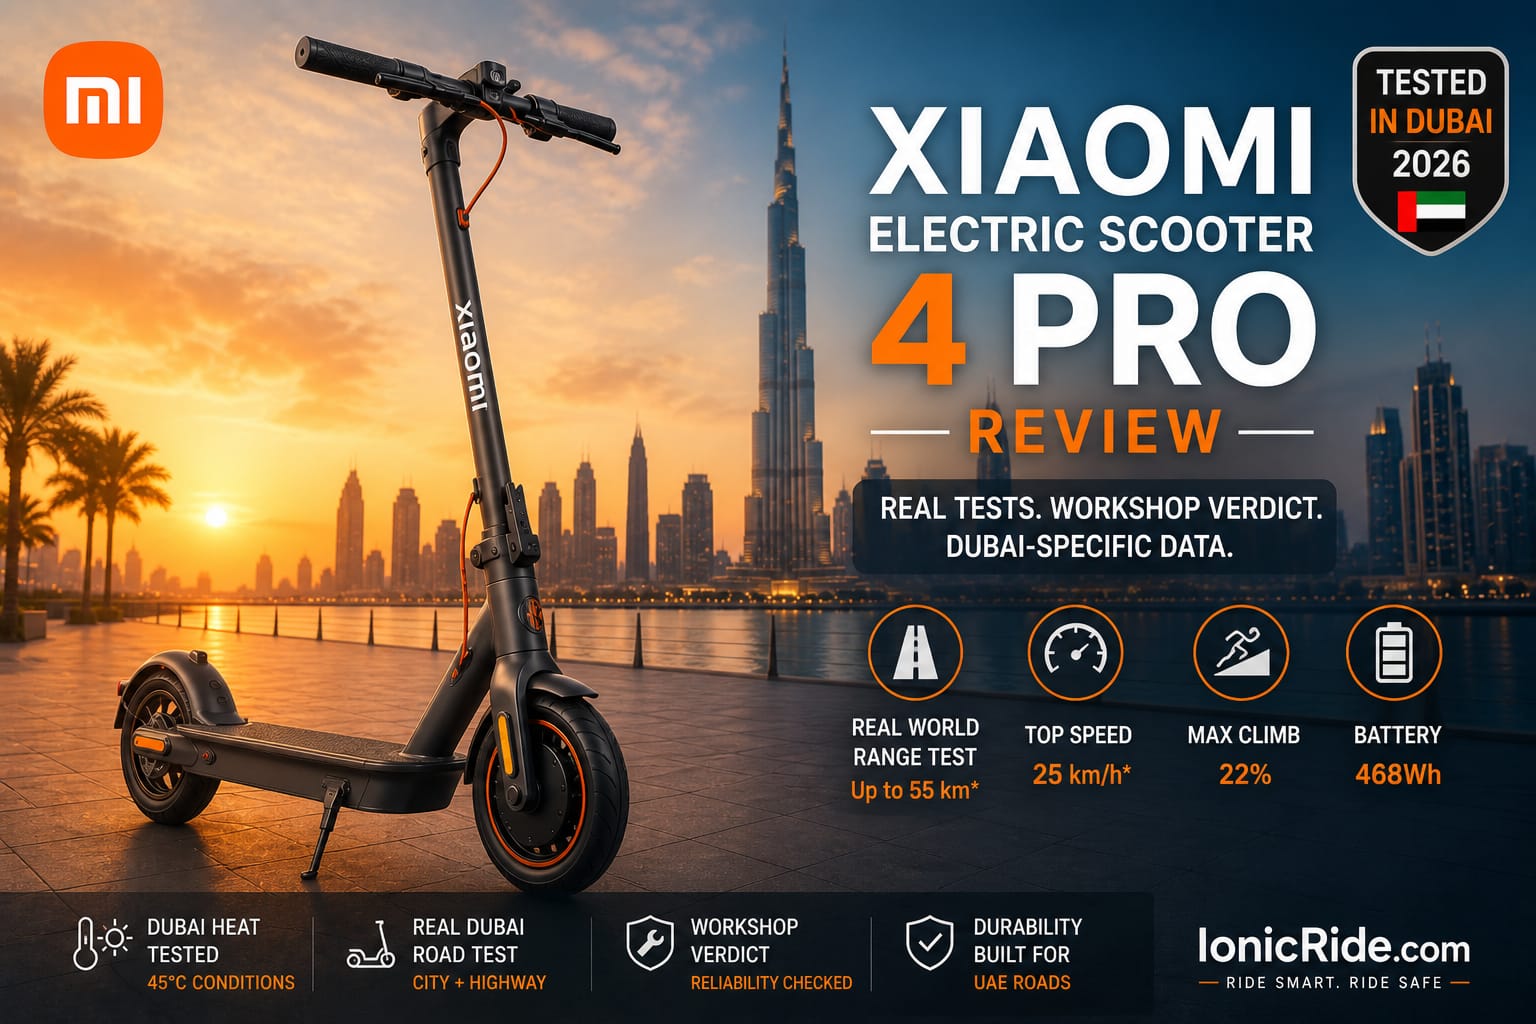 mi
xiaomi
XIAOMI
ELECTRIC SCOOTER
4 PRO
REVIEW
TESTED
IN DUBAI
2026
REAL TESTS. WORKSHOP VERDICT.
DUBAI-SPECIFIC DATA.
REAL WORLD
RANGE TEST
Up to 55 km*
TOP SPEED
25 km/h*
MAX CLIMB
22%
BATTERY
468Wh
DUBAI HEAT
TESTED
45°C CONDITIONS
REAL DUBAI
ROAD TEST
CITY + HIGHWAY
WORKSHOP
VERDICT
RELIABILITY CHECKED
DURABILITY
BUILT FOR
UAE ROADS
IonicRide.com
RIDE SMART. RIDE SAFE